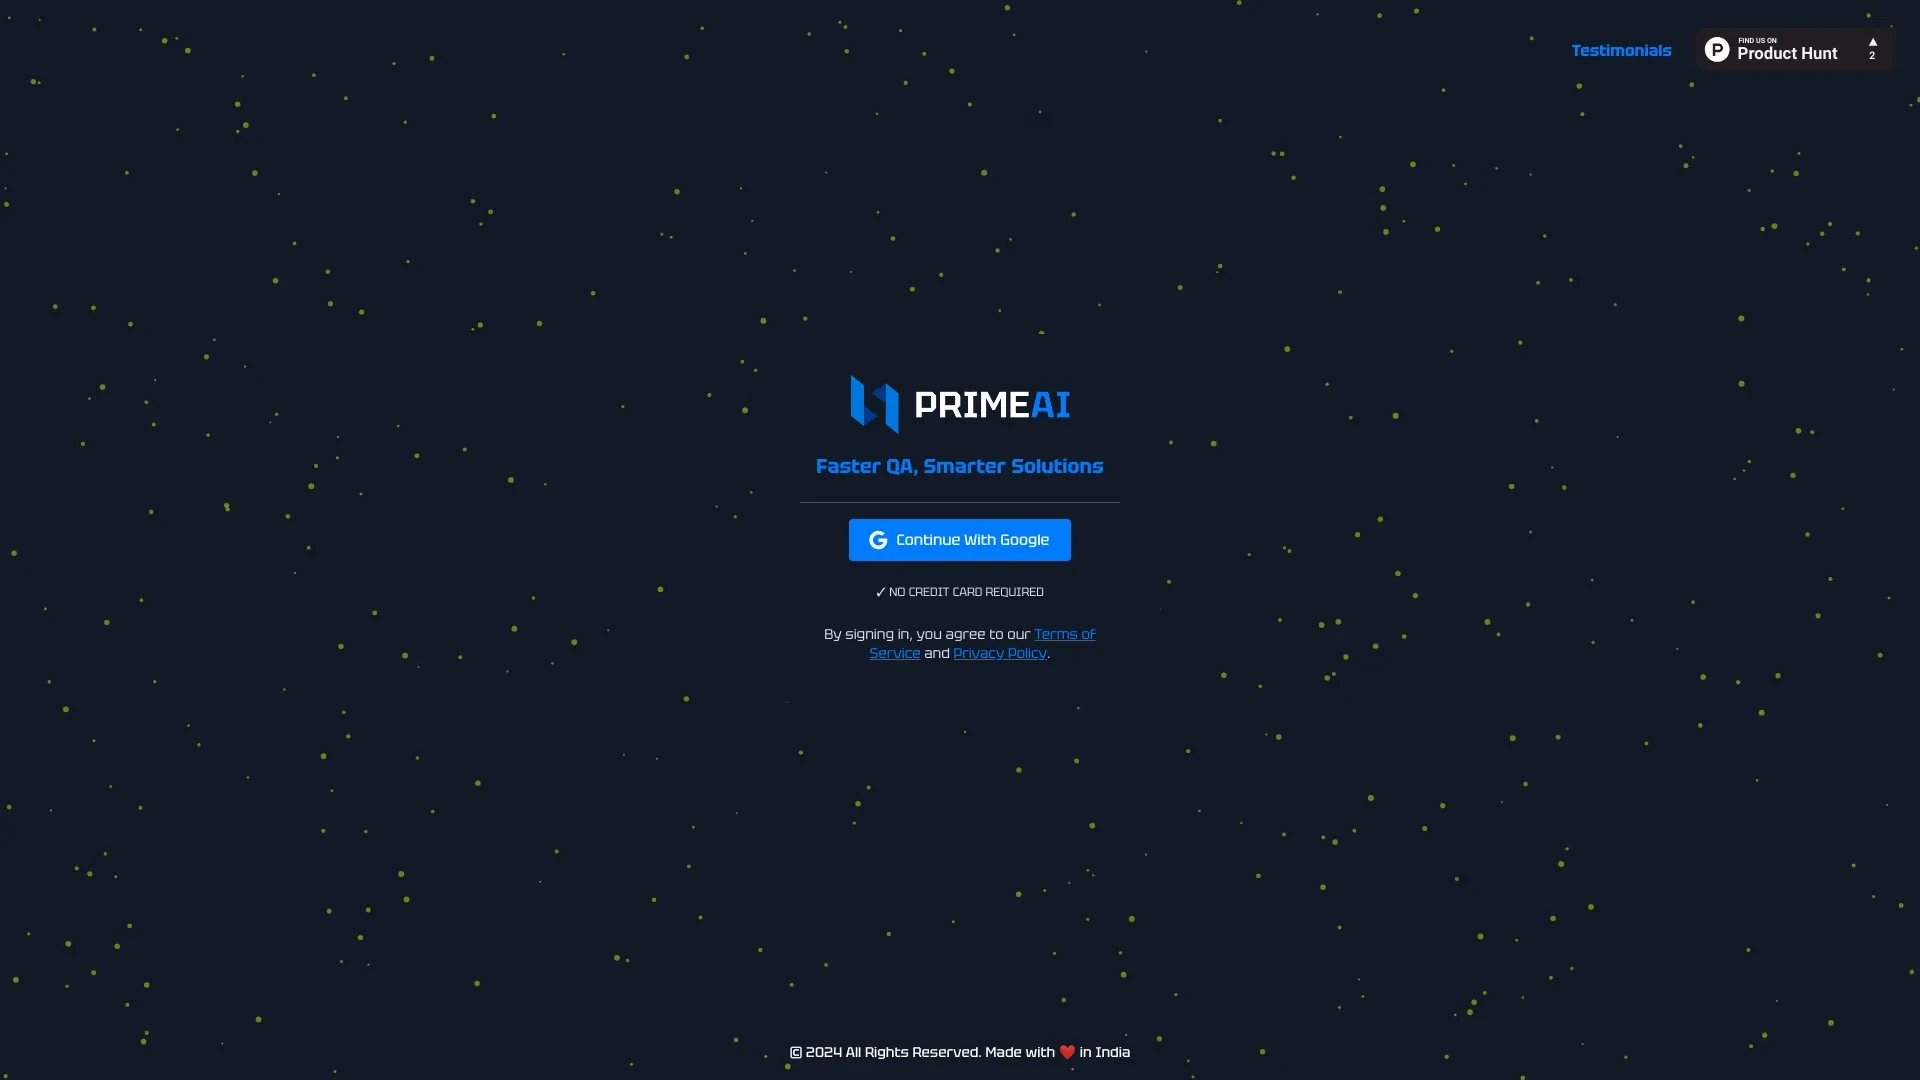 Testimonials
FIND US ON
Product Hunt
▲
2
PRIMEAI
Faster QA, Smarter Solutions
Continue With Google
✓ NO CREDIT CARD REQUIRED
By signing in, you agree to our Terms of
Service and Privacy Policy.
© 2024 All Rights Reserved. Made with ❤️ in India